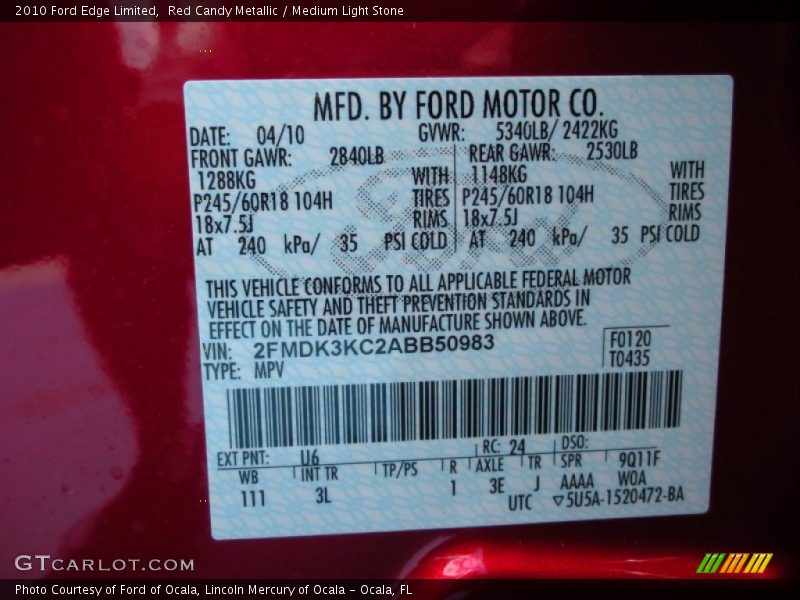 2010 Ford Edge Limited,  Red Candy Metallic / Medium Light Stone
MFD. BY FORD MOTOR CO.
DATE: 04/10 GVWR: 5340LB/ 2422KG
FRONT GAWR: 2840LB REAR GAWR: 2530LB
1288KG WITH 1148KG WITH
P245/60R18 104H TIRES P245/60R18 104H TIRES
18x7.5J RIMS 18x7.5J RIMS
AT 240 kPa/ 35 PSI COLD AT 240 kPa/ 35 PSI COLD
Ford
THIS VEHICLE CONFORMS TO ALL APPLICABLE FEDERAL MOTOR
VEHICLE SAFETY AND THEFT PREVENTION STANDARDS IN
EFFECT ON THE DATE OF MANUFACTURE SHOWN ABOVE.
VIN: 2FMDK3KC2ABB50983 F0120
TYPE: MPV T0435
EXT PNT: U6 RC: 24 DSO:
WB INT TR TP/PS R AXLE TR SPR 9Q11F
111 3L 1 3E J AAAA W0A
UTC ▽5U5A-1520472-BA
GTCARLOT.COM
Photo Courtesy of Ford of Ocala, Lincoln Mercury of Ocala - Ocala, FL